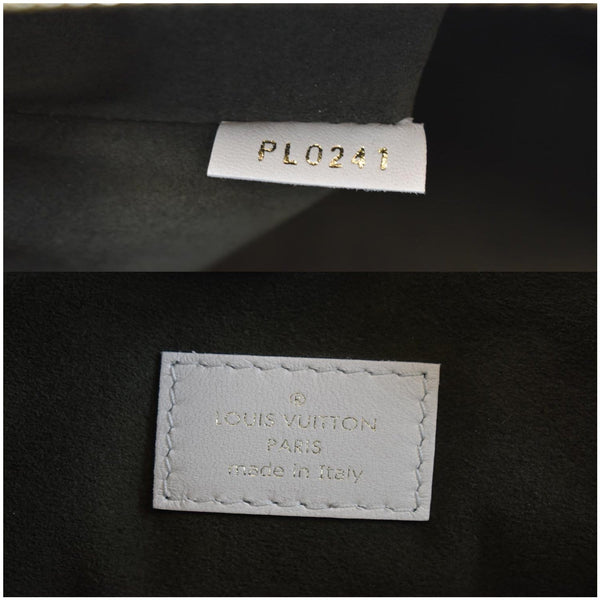 PL0241
®
LOUIS VUITTON
PARIS
made in Italy